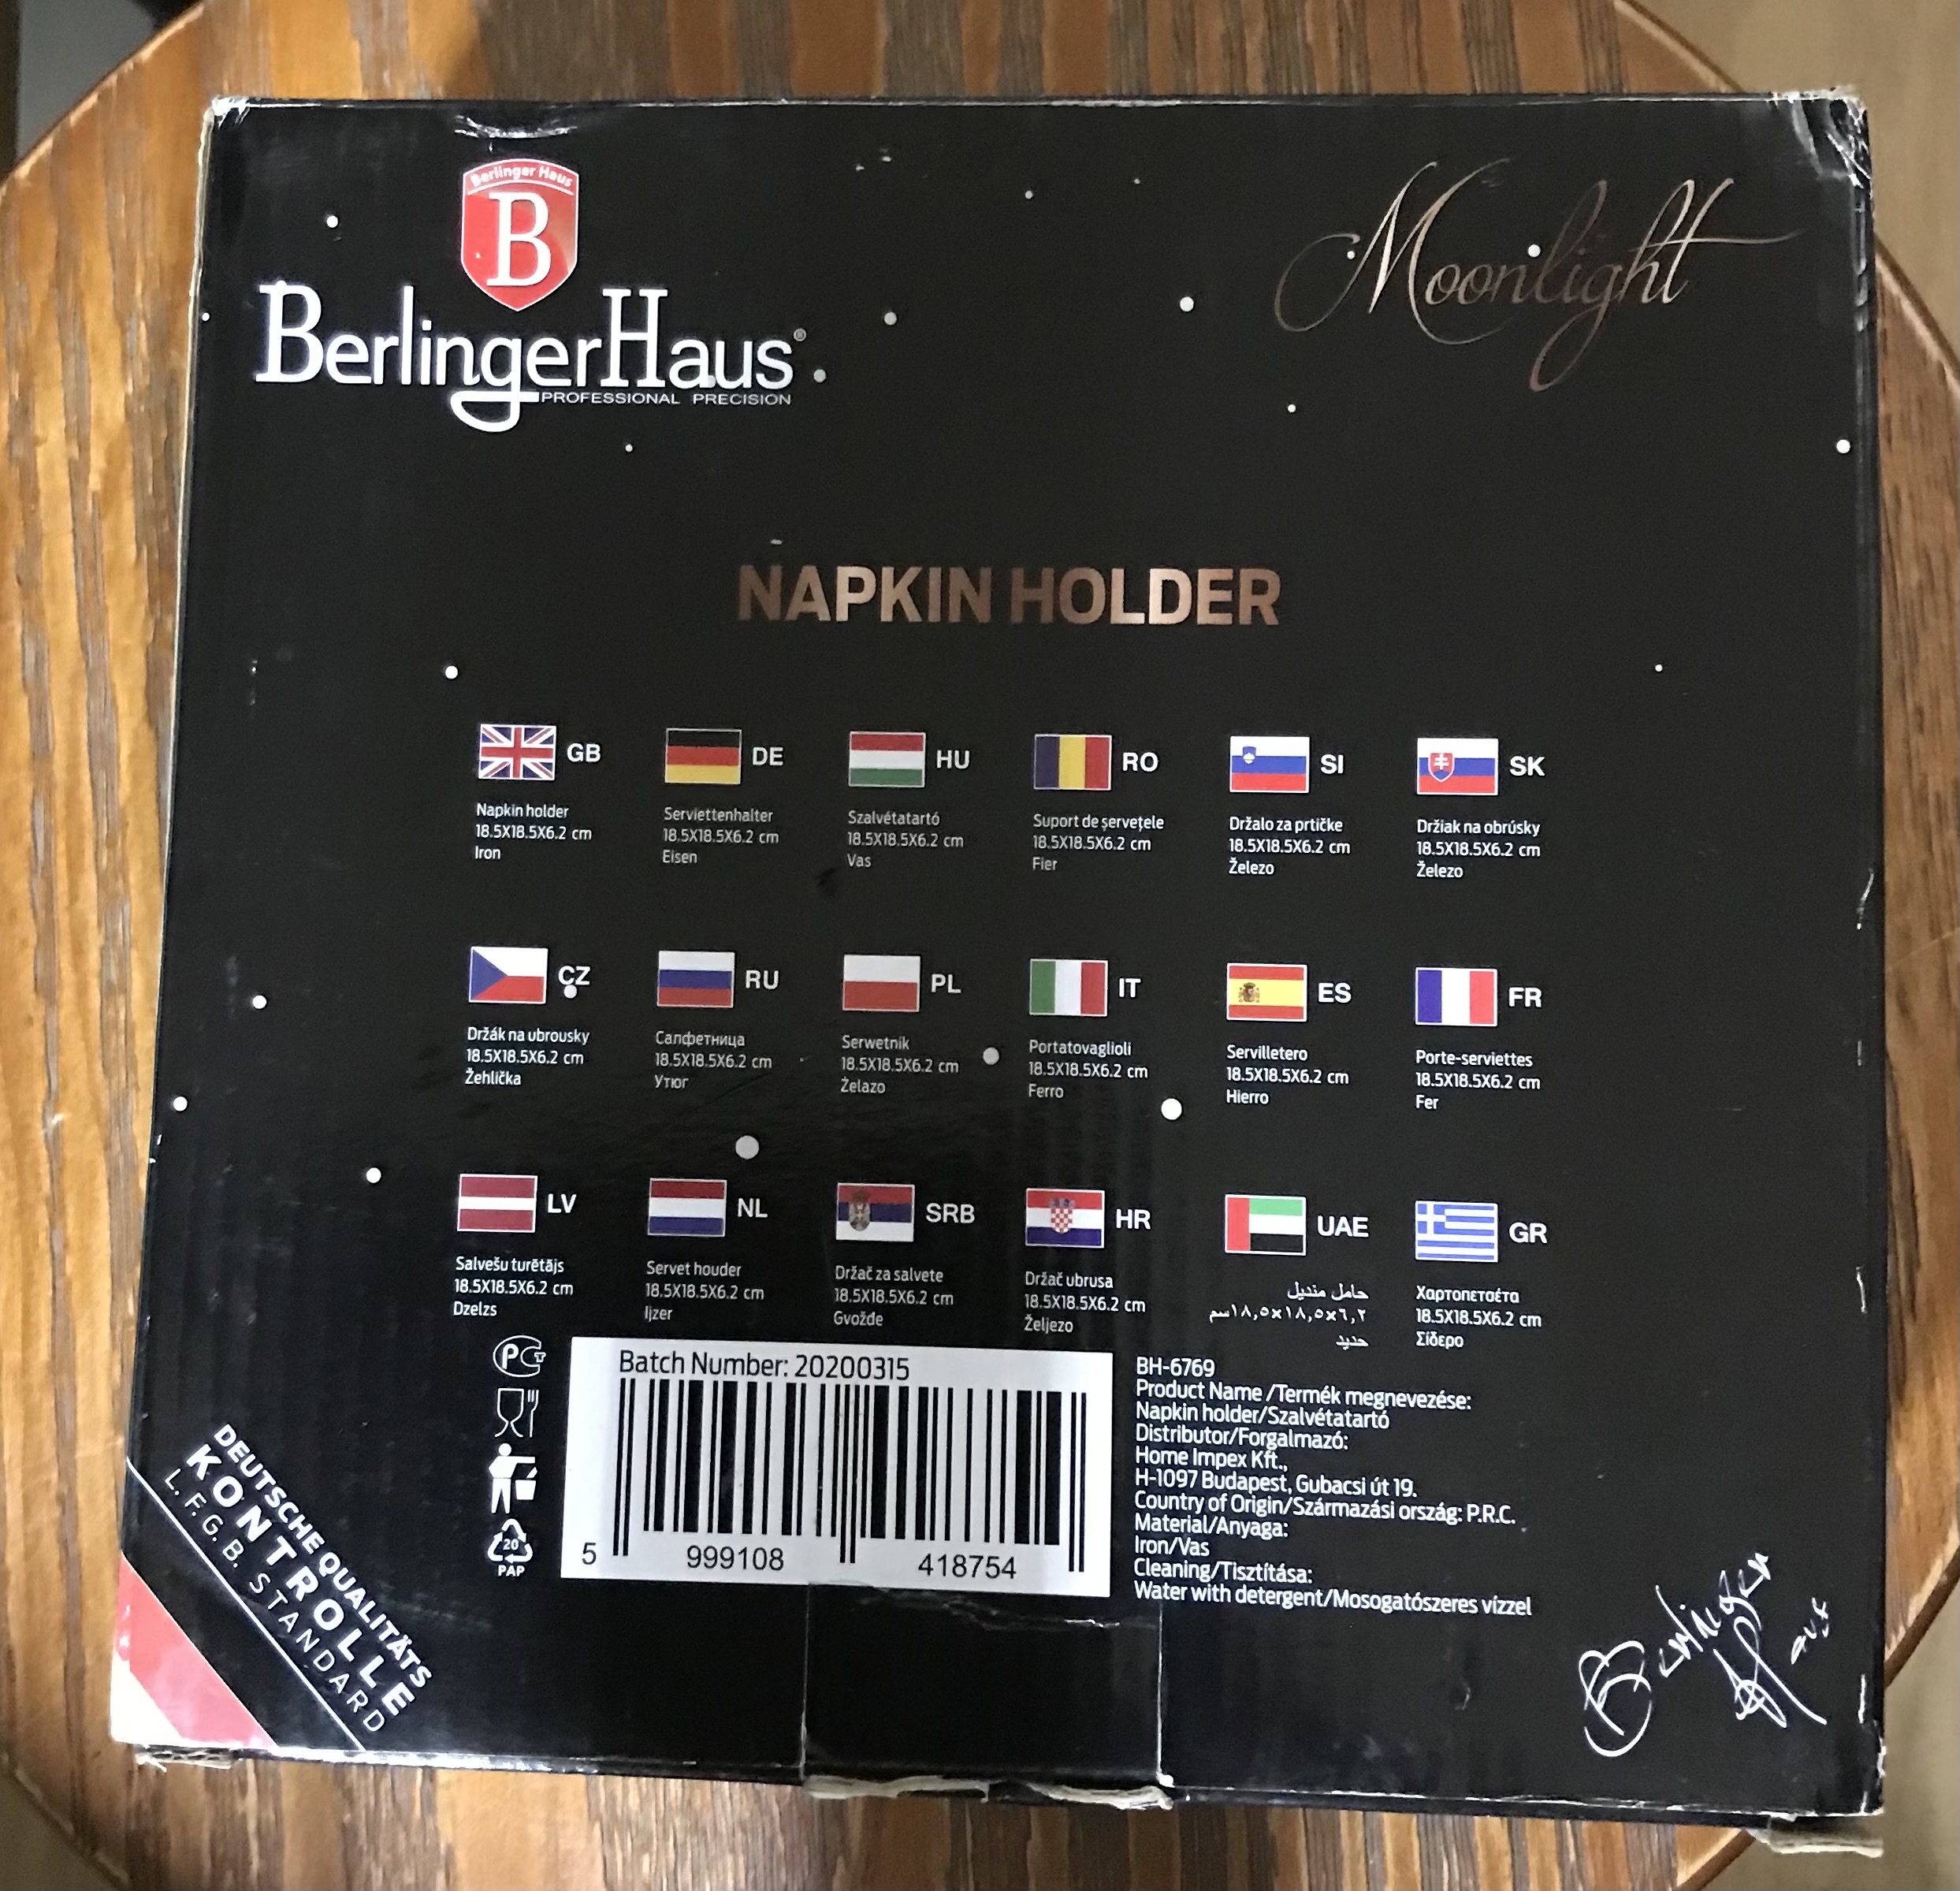 Berlinger Haus
B
BerlingerHaus®
PROFESSIONAL PRECISION
Moonlight
NAPKIN HOLDER
GB
Napkin holder
18.5X18.5X6.2 cm
Iron
DE
Serviettenhalter
18.5X18.5X6.2 cm
Eisen
HU
Szalvétatartó
18.5X18.5X6.2 cm
Vas
RO
Suport de șervețele
18.5X18.5X6.2 cm
Fier
SI
Držalo za prtičke
18.5X18.5X6.2 cm
Železo
SK
Držiak na obrúsky
18.5X18.5X6.2 cm
Železo
CZ
Držák na ubrousky
18.5X18.5X6.2 cm
Žehlička
RU
Салфетница
18.5X18.5X6.2 cm
Утюг
PL
Serwetnik
18.5X18.5X6.2 cm
Żelazo
IT
Portatovaglioli
18.5X18.5X6.2 cm
Ferro
ES
Servilletero
18.5X18.5X6.2 cm
Hierro
FR
Porte-serviettes
18.5X18.5X6.2 cm
Fer
LV
Salvešu turētājs
18.5X18.5X6.2 cm
Dzelzs
NL
Servet houder
18.5X18.5X6.2 cm
Ijzer
SRB
Držač za salvete
18.5X18.5X6.2 cm
Gvožđe
HR
Držač ubrusa
18.5X18.5X6.2 cm
Željezo
UAE
حامل منديل
١٨,٥x١٨,٥x٦,٢سم
حديد
GR
Χαρτοπετσέτα
18.5X18.5X6.2 cm
Σίδερο
PCT
20
PAP
Batch Number: 20200315
5 999108 418754
BH-6769
Product Name /Termék megnevezése:
Napkin holder/Szalvétatartó
Distributor/Forgalmazó:
Home Impex Kft.,
H-1097 Budapest, Gubacsi út 19.
Country of Origin/Származási ország: P.R.C.
Material/Anyaga:
Iron/Vas
Cleaning/Tisztítása:
Water with detergent/Mosogatószeres vízzel
DEUTSCHE QUALITÄTS
KONTROLLE
L.F.G.B. STANDARD
Berlinger
Haus